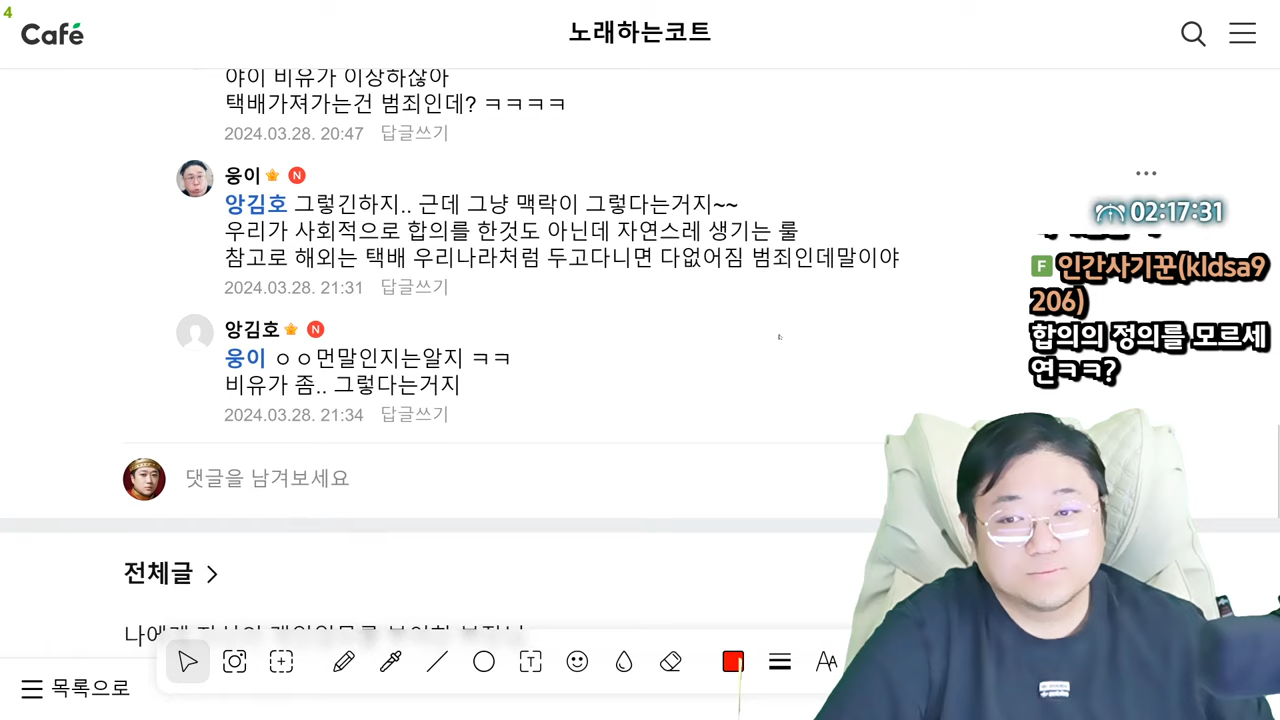 4
Café
노래하는코트
야이 비유가 이상하잖아
택배가져가는건 범죄인데? ㅋㅋㅋㅋ
2024.03.28. 20:47 답글쓰기
웅이 N
앙김호 그렇긴하지.. 근데 그냥 맥락이 그렇다는거지~~
우리가 사회적으로 합의를 한것도 아닌데 자연스레 생기는 룰
참고로 해외는 택배 우리나라처럼 두고다니면 다없어짐 범죄인데말이야
2024.03.28. 21:31 답글쓰기
앙김호 N
웅이 ㅇㅇ먼말인지는알지 ㅋㅋ
비유가 좀.. 그렇다는거지
2024.03.28. 21:34 답글쓰기
댓글을 남겨보세요
전체글
목록으로
T
AA
02:17:31
F 인간사기꾼(kldsa9
206)
합의의 정의를 모르세
연ㅋㅋ?